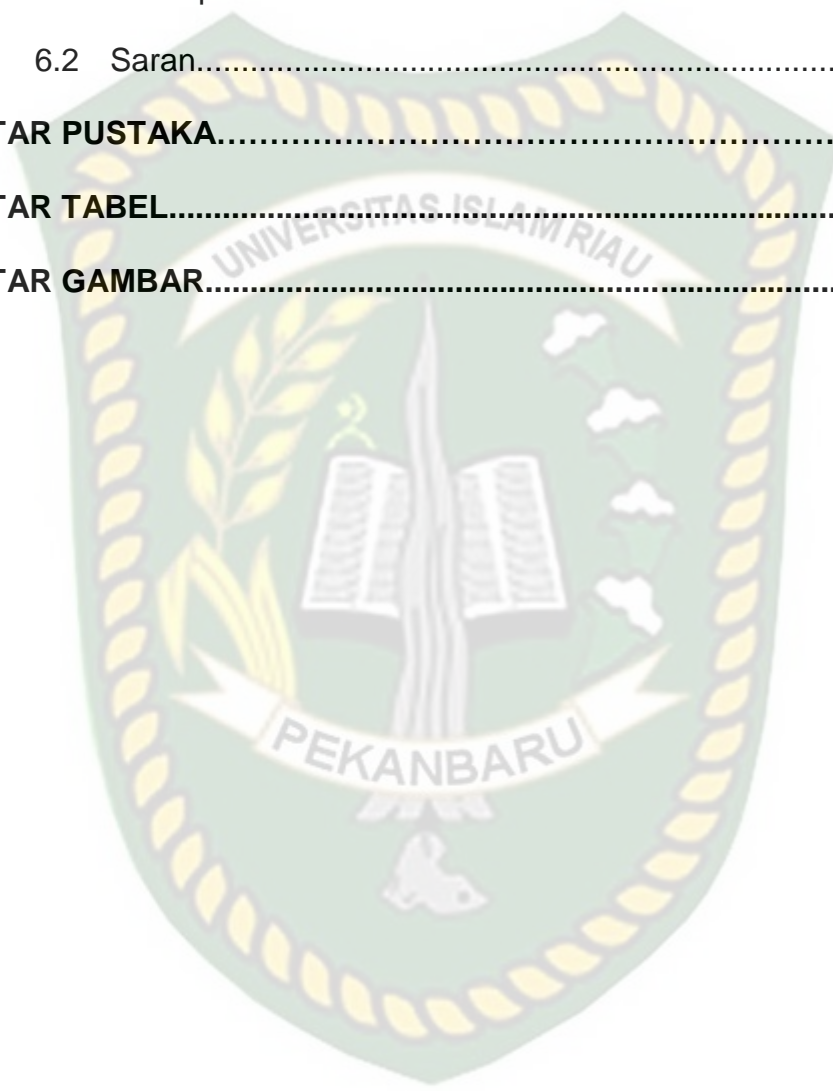 6.2 Saran........................................................................
TAR PUSTAKA........................................................
TAR TABEL..............................................................................
TAR GAMBAR..........................................................................
UNIVERSITAS ISLAM RIAU
PEKANBARU